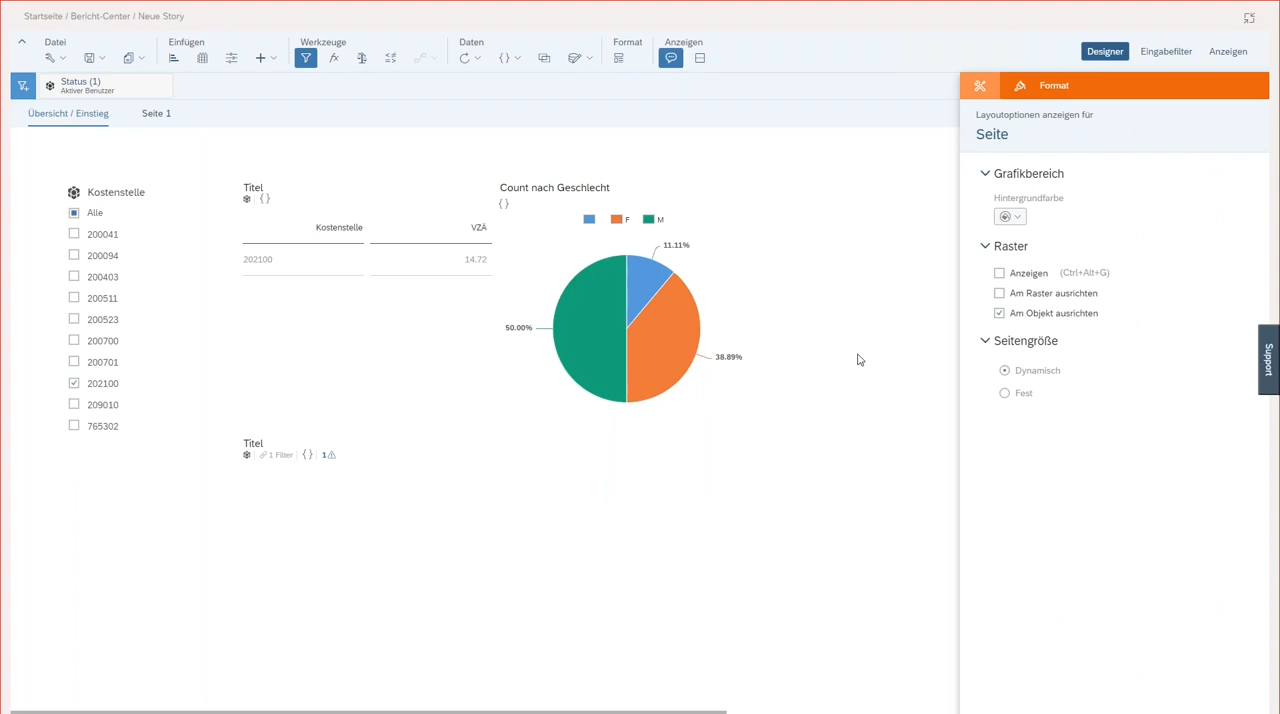 Startseite / Bericht-Center / Neue Story
Datei
Einfügen
Werkzeuge
Daten
Format
Anzeigen
Designer
Eingabefilter
Anzeigen
Status (1)
Aktiver Benutzer
Übersicht / Einstieg
Seite 1
Kostenstelle
Alle
200041
200094
200403
200511
200523
200700
200701
202100
209010
765302
Titel
Kostenstelle VZÄ
202100 14.72
Count nach Geschlecht
F M
11.11%
50.00%
38.89%
Titel
1 Filter
1
Format
Layoutoptionen anzeigen für
Seite
Grafikbereich
Hintergrundfarbe
Raster
Anzeigen (Ctrl+Alt+G)
Am Raster ausrichten
Am Objekt ausrichten
Seitengröße
Dynamisch
Fest
Support